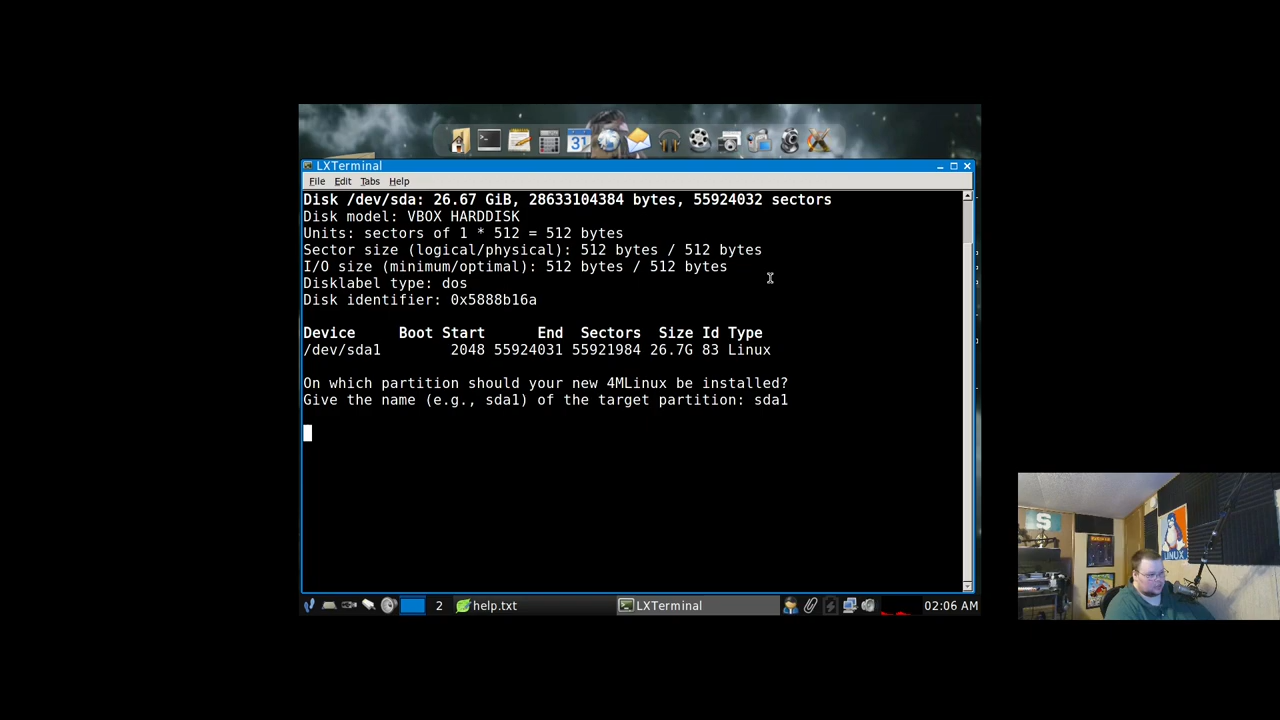 31
LXTerminal
File Edit Tabs Help
Disk /dev/sda: 26.67 GiB, 28633104384 bytes, 55924032 sectors
Disk model: VBOX HARDDISK
Units: sectors of 1 * 512 = 512 bytes
Sector size (logical/physical): 512 bytes / 512 bytes
I/O size (minimum/optimal): 512 bytes / 512 bytes
Disklabel type: dos
Disk identifier: 0x5888b16a
Device Boot Start End Sectors Size Id Type
/dev/sda1 2048 55924031 55921984 26.7G 83 Linux
On which partition should your new 4MLinux be installed?
Give the name (e.g., sda1) of the target partition: sda1
2 help.txt LXTerminal 02:06 AM
S
LINUX